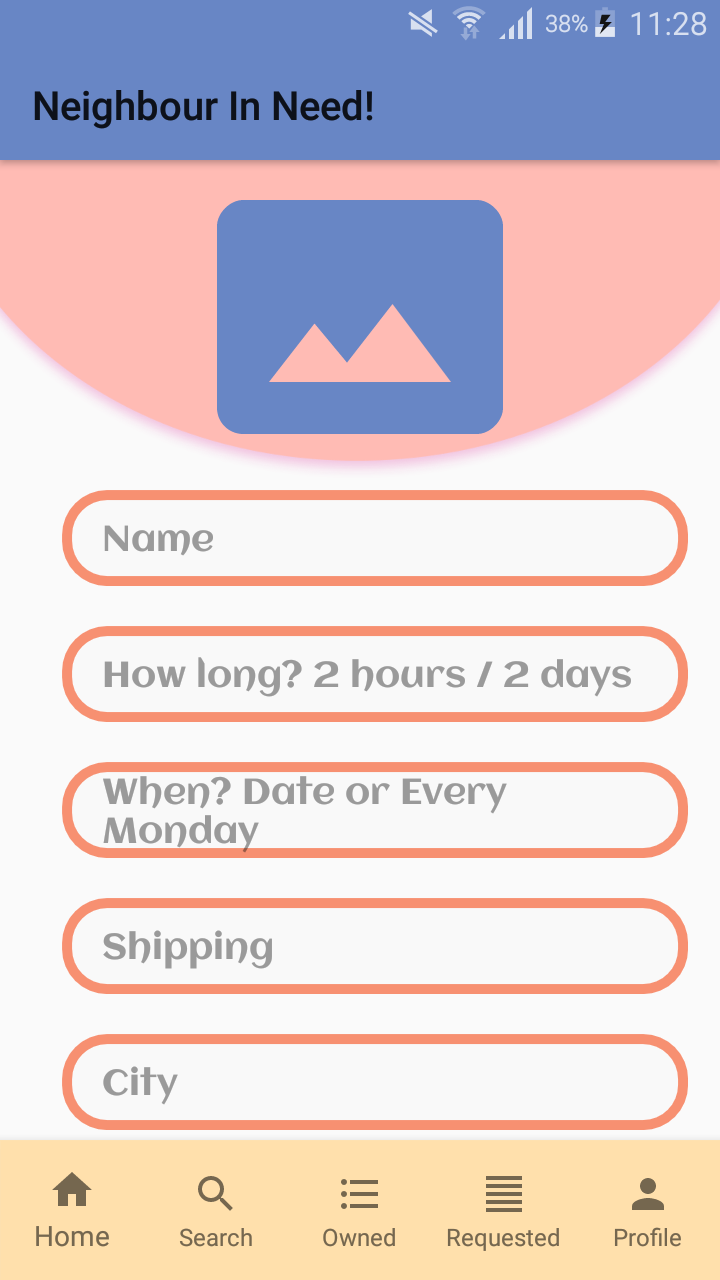 38% 11:28
Neighbour In Need!
Name
How long? 2 hours / 2 days
When? Date or Every
Monday
Shipping
City
Home Search Owned Requested Profile